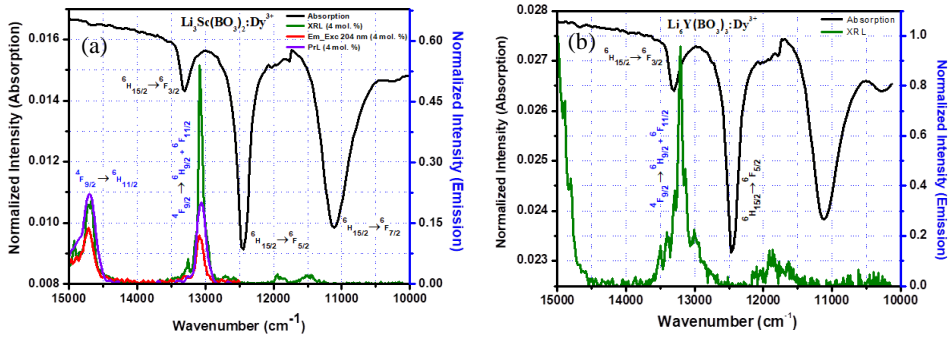 (a)
Li₃Sc(BO₃)₂:Dy³⁺
Absorption
XRL (4 mol. %)
Em_Exc 204 nm (4 mol. %)
PrL (4 mol. %)
⁶H₁₅/₂→⁶F₃/₂
⁴F₉/₂→⁶H₁₁/₂
⁴F₉/₂→⁶H₉/₂ + ⁶F₁₁/₂
⁶H₁₅/₂→⁶F₅/₂
⁶H₁₅/₂→⁶F₇/₂
Normalized Intensity (Absorption)
0.016
0.014
0.012
0.010
0.008
Normalized Intensity (Emission)
0.60
0.45
0.30
0.15
0.00
15000 14000 13000 12000 11000 10000
Wavenumber (cm⁻¹)
(b)
Li₆Y(BO₃)₃:Dy³⁺
Absorption
XRL
⁶H₁₅/₂→⁶F₃/₂
⁴F₉/₂→⁶H₉/₂ + ⁶F₁₁/₂
⁶H₁₅/₂→⁶F₅/₂
Normalized Intensity (Absorption)
0.028
0.027
0.026
0.025
0.024
0.023
Normalized Intensity (Emission)
1.0
0.8
0.6
0.4
0.2
0.0
15000 14000 13000 12000 11000 10000
Wavenumber (cm⁻¹)